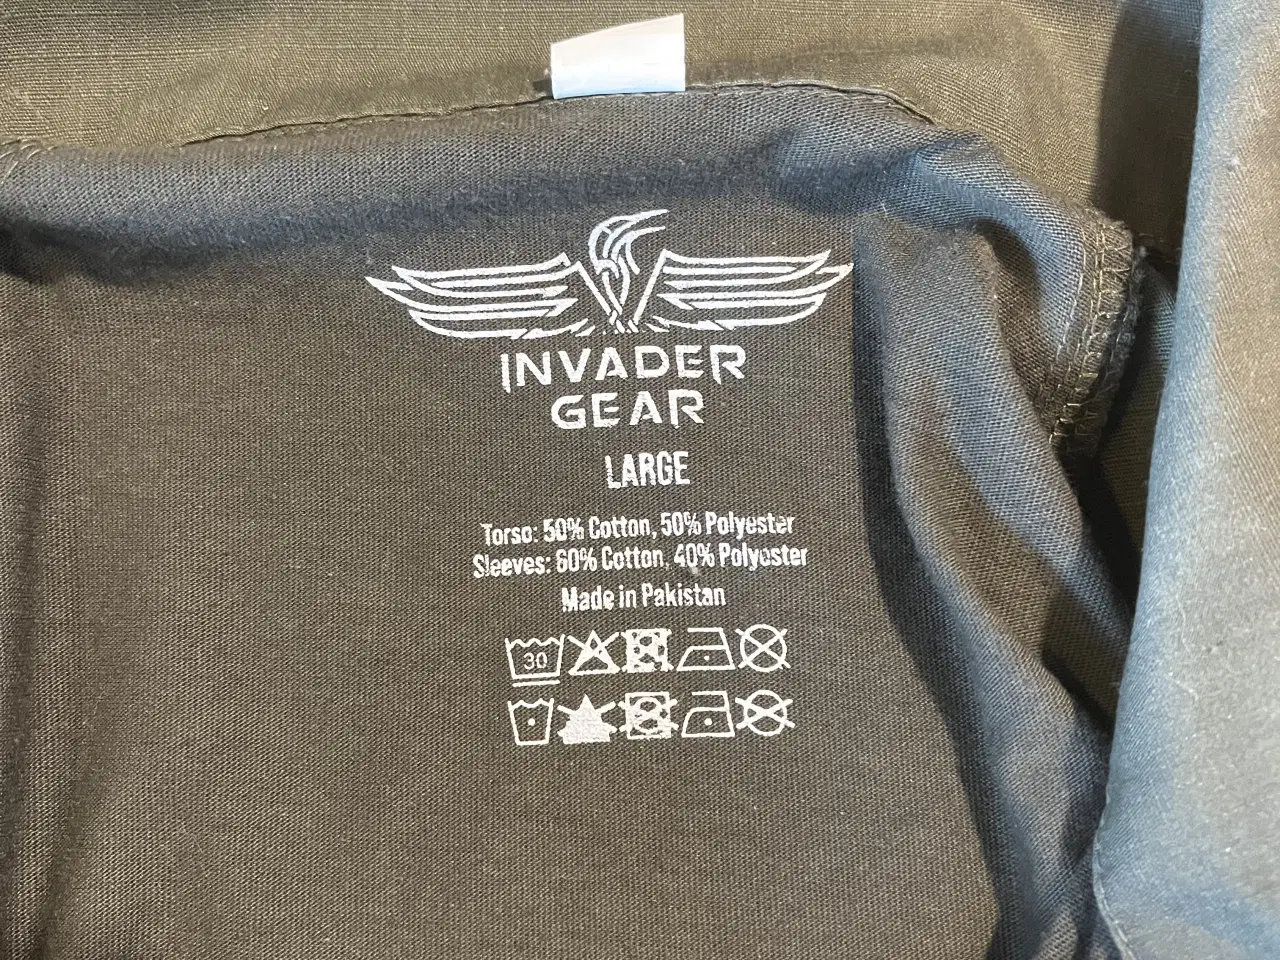 INVADER
GEAR
LARGE
Torso: 50% Cotton, 50% Polyester
Sleeves: 60% Cotton, 40% Polyester
Made in Pakistan
30